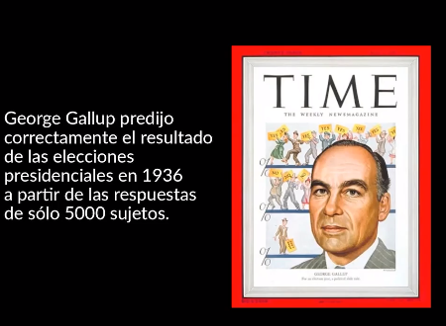 George Gallup predijo
correctamente el resultado
de las elecciones
presidenciales en 1936
a partir de las respuestas
de sólo 5000 sujetos.
TIME
THE WEEKLY NEWSMAGAZINE
GEORGE GALLUP